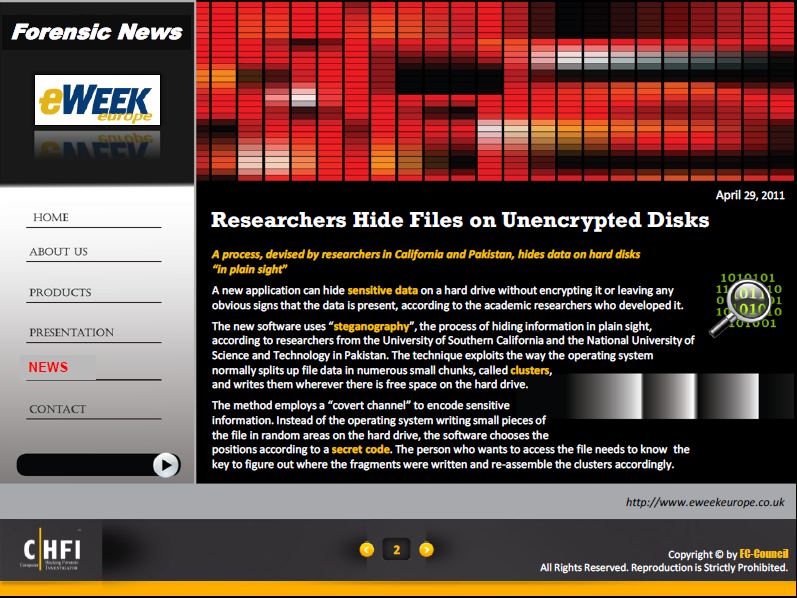 Forensic News
eWEEK
europe
April 29, 2011
HOME
ABOUT US
PRODUCTS
PRESENTATION
NEWS
CONTACT
Researchers Hide Files on Unencrypted Disks
A process, devised by researchers in California and Pakistan, hides data on hard disks
“in plain sight”
A new application can hide sensitive data on a hard drive without encrypting it or leaving any
obvious signs that the data is present, according to the academic researchers who developed it.
The new software uses “steganography”, the process of hiding information in plain sight,
according to researchers from the University of Southern California and the National University of
Science and Technology in Pakistan. The technique exploits the way the operating system
normally splits up file data in numerous small chunks, called clusters,
and writes them wherever there is free space on the hard drive.
The method employs a “covert channel” to encode sensitive
information. Instead of the operating system writing small pieces of
the file in random areas on the hard drive, the software chooses the
positions according to a secret code. The person who wants to access the file needs to know the
key to figure out where the fragments were written and re-assemble the clusters accordingly.
1010101
101001
http://www.eweekeurope.co.uk
CHFI
Computer Hacking Forensic
INVESTIGATOR
2
Copyright © by EC-Council
All Rights Reserved. Reproduction is Strictly Prohibited.